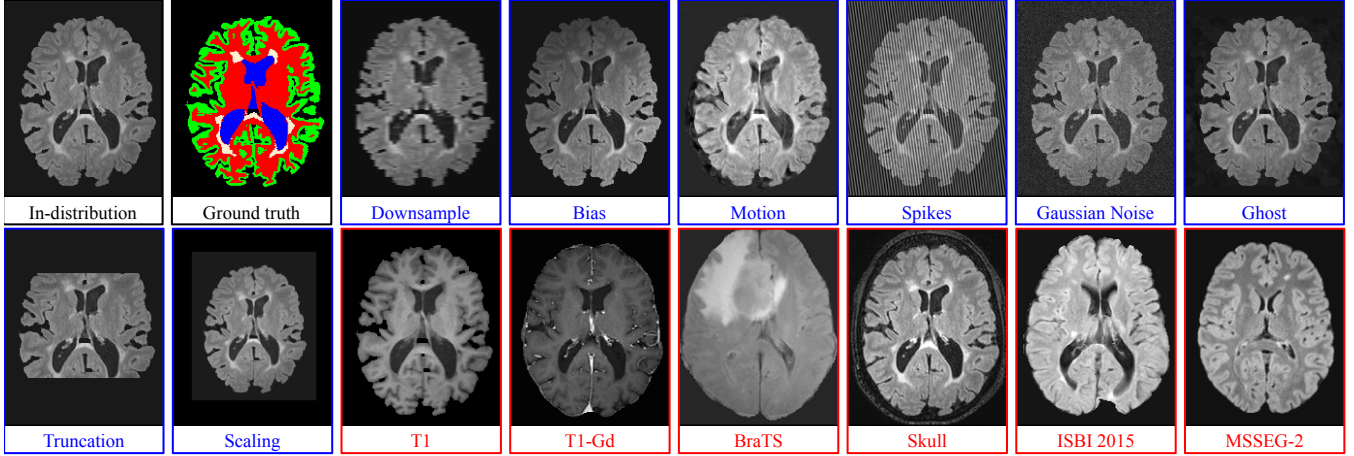 In-distribution
Ground truth
Downsample
Bias
Motion
Spikes
Gaussian Noise
Ghost
Truncation
Scaling
T1
T1-Gd
BraTS
Skull
ISBI 2015
MSSEG-2